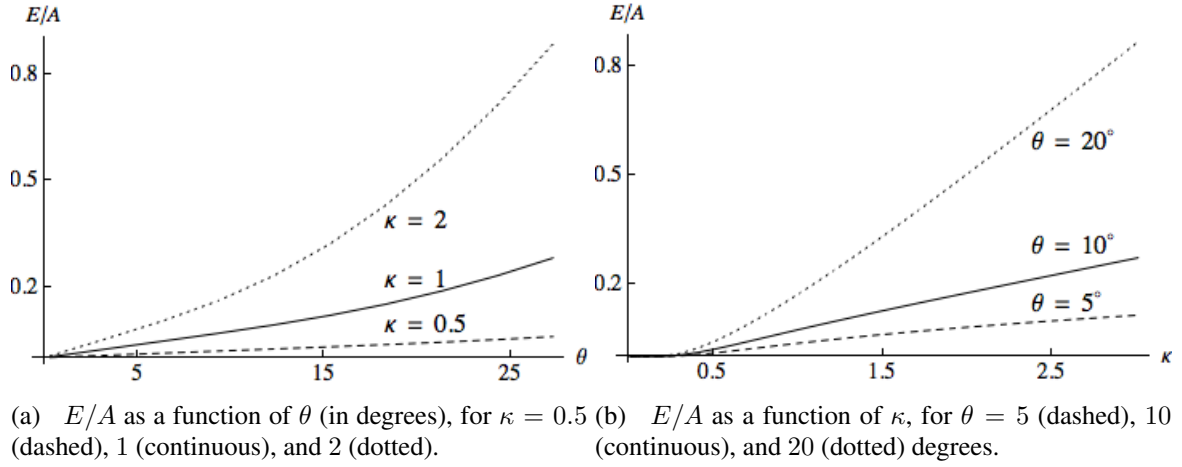 E/A
0.8
0.5
0.2
κ = 2
κ = 1
κ = 0.5
5
15
25
θ
E/A
0.8
0.5
0.2
θ = 20°
θ = 10°
θ = 5°
0.5
1.5
2.5
κ
(a) E/A as a function of θ (in degrees), for κ = 0.5
(dashed), 1 (continuous), and 2 (dotted).
(b) E/A as a function of κ, for θ = 5 (dashed), 10
(continuous), and 20 (dotted) degrees.